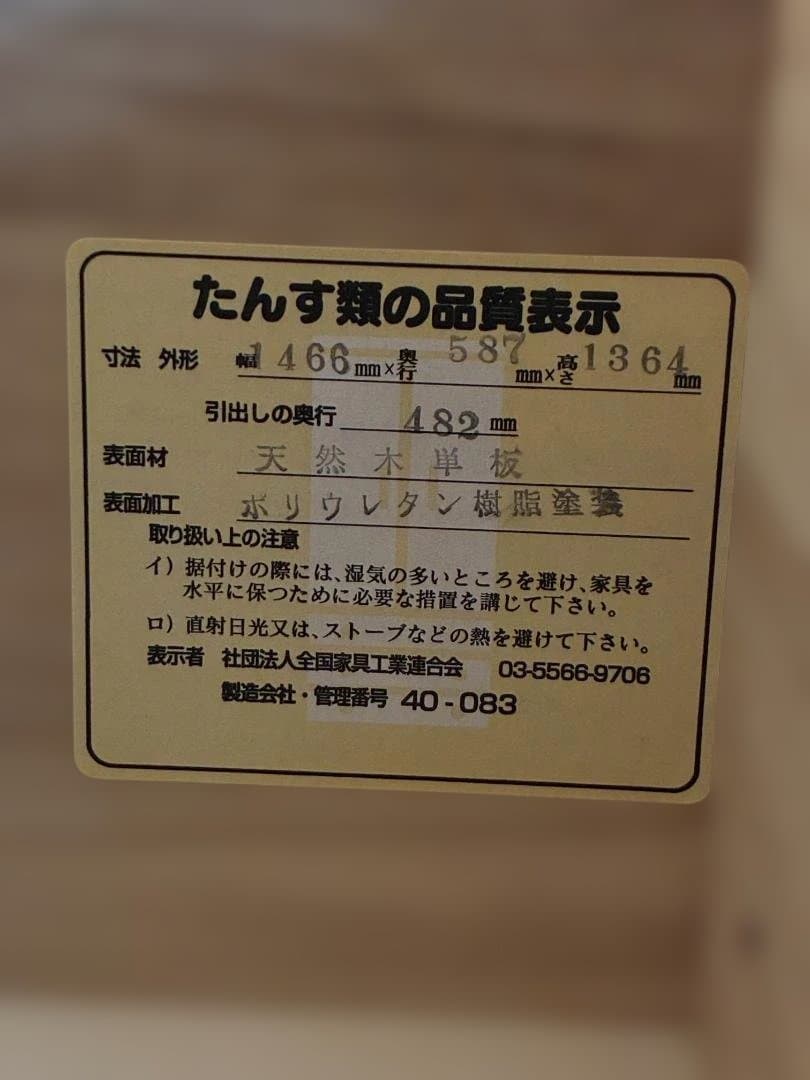 たんす類の品質表示
寸法 外形 幅1466mm×奥行587mm×高さ1364mm
引出しの奥行 482mm
表面材 天然木単板
表面加工 ポリウレタン樹脂塗装
取り扱い上の注意
イ)据付けの際には、湿気の多いところを避け、家具を
水平に保つために必要な措置を講じて下さい。
ロ)直射日光又は、ストーブなどの熱を避けて下さい。
表示者 社団法人全国家具工業連合会 03-5566-9706
製造会社・管理番号 40-083